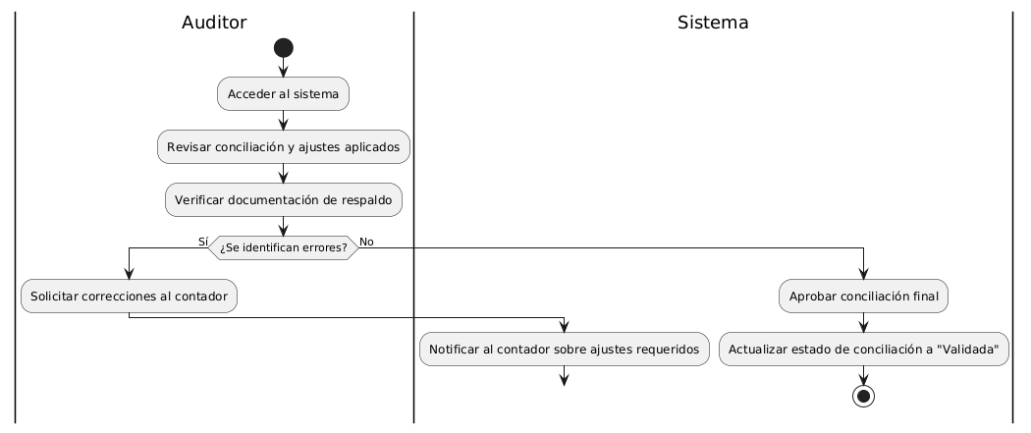 Auditor
Sistema
Acceder al sistema
Revisar conciliación y ajustes aplicados
Verificar documentación de respaldo
Sí
¿Se identifican errores?
No
Solicitar correcciones al contador
Aprobar conciliación final
Notificar al contador sobre ajustes requeridos
Actualizar estado de conciliación a "Validada"